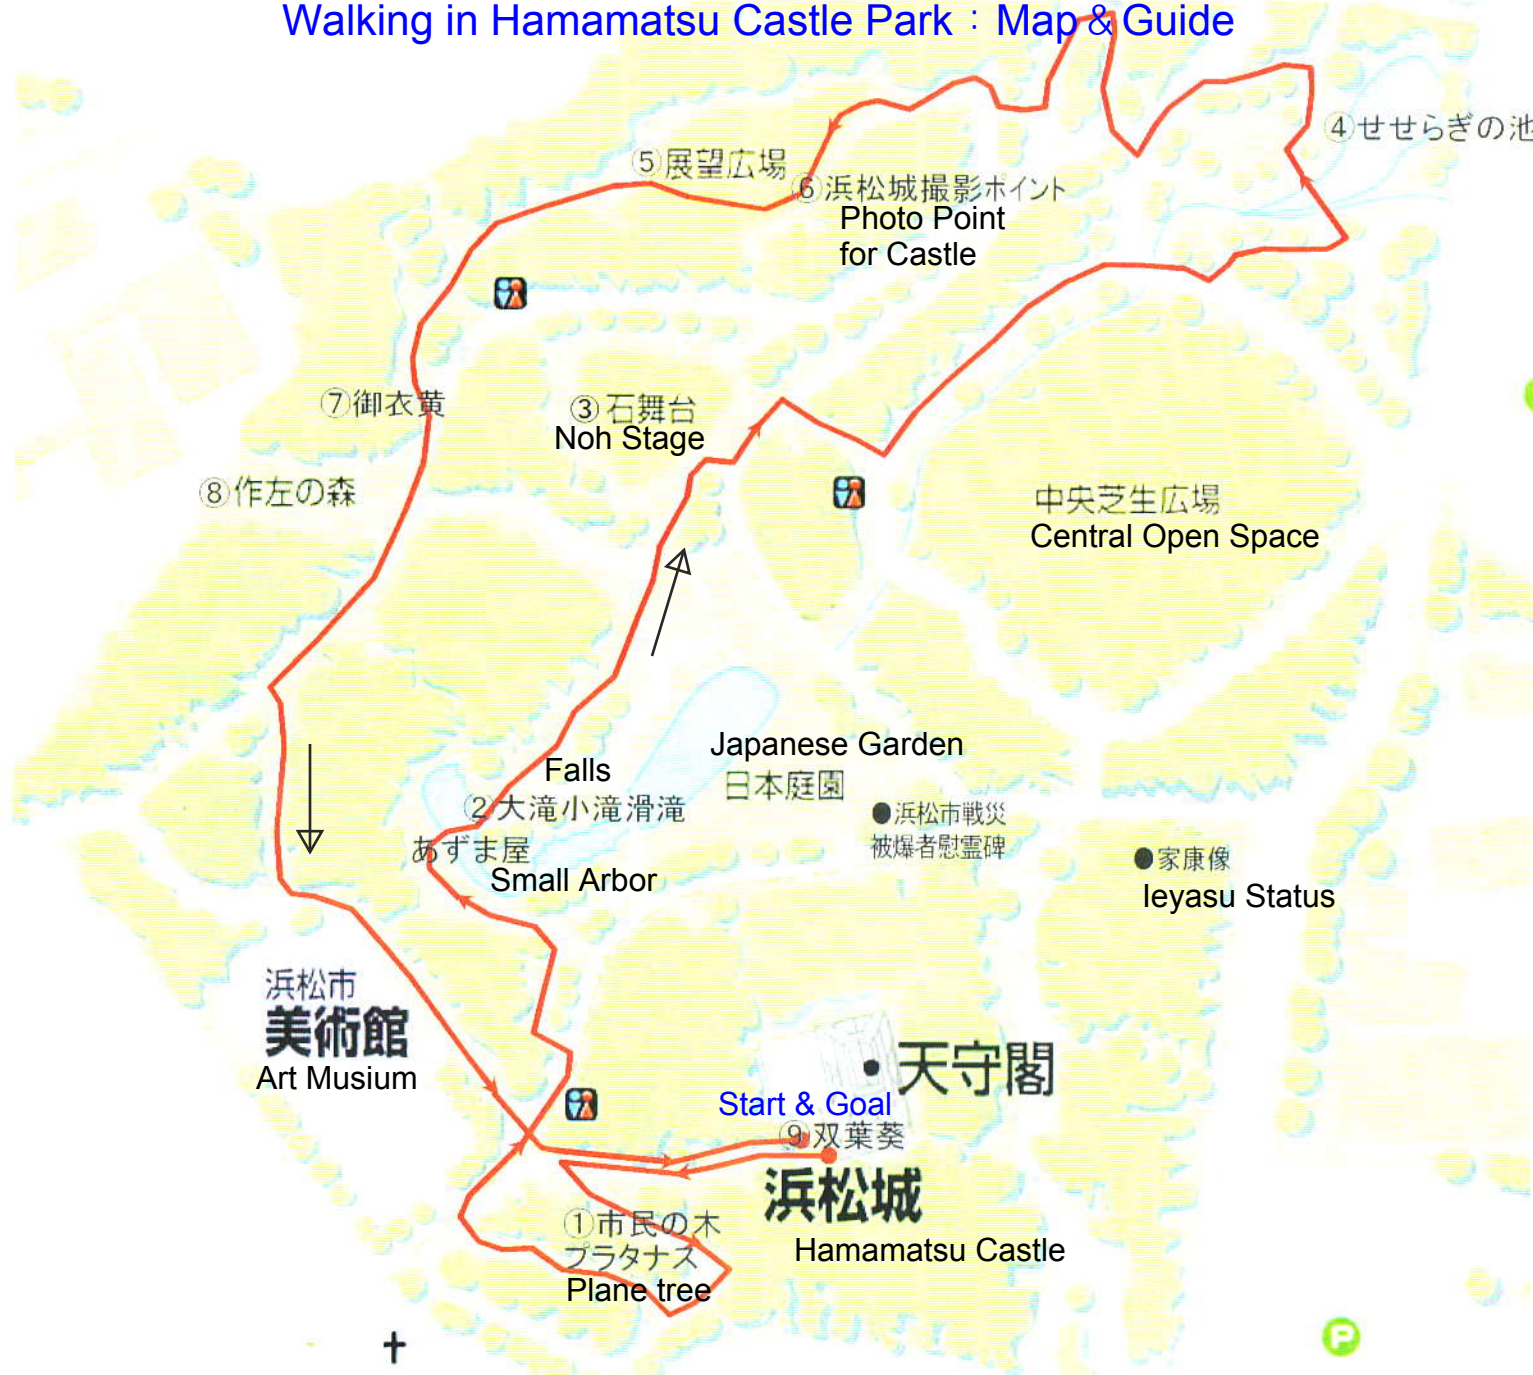 Walking in Hamamatsu Castle Park : Map & Guide
④せせらぎの池
⑤展望広場
⑥浜松城撮影ポイント
Photo Point
for Castle
⑦御衣黄
③石舞台
Noh Stage
⑧作左の森
中央芝生広場
Central Open Space
Japanese Garden
日本庭園
Falls
②大滝小滝滑滝
あずま屋
Small Arbor
●浜松市戦災
被爆者慰霊碑
●家康像
Ieyasu Status
浜松市
美術館
Art Musium
天守閣
Start & Goal
⑨双葉葵
浜松城
Hamamatsu Castle
①市民の木
プラタナス
Plane tree
P